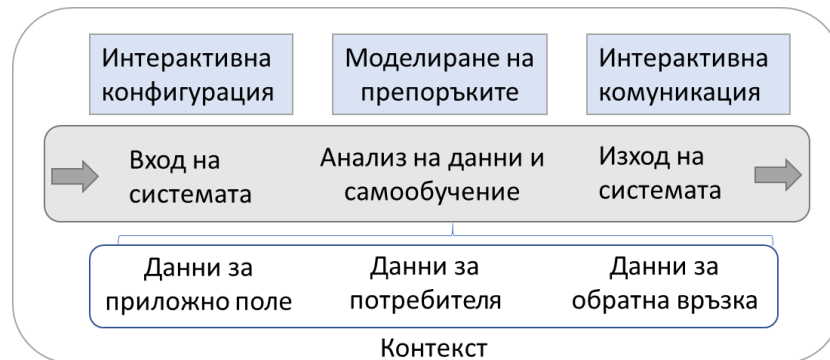 Интерактивна
конфигурация
Моделиране на
препоръките
Интерактивна
комуникация
Вход на
системата
Анализ на данни и
самообучение
Изход на
системата
Данни за
приложно поле
Данни за
потребителя
Данни за
обратна връзка
Контекст